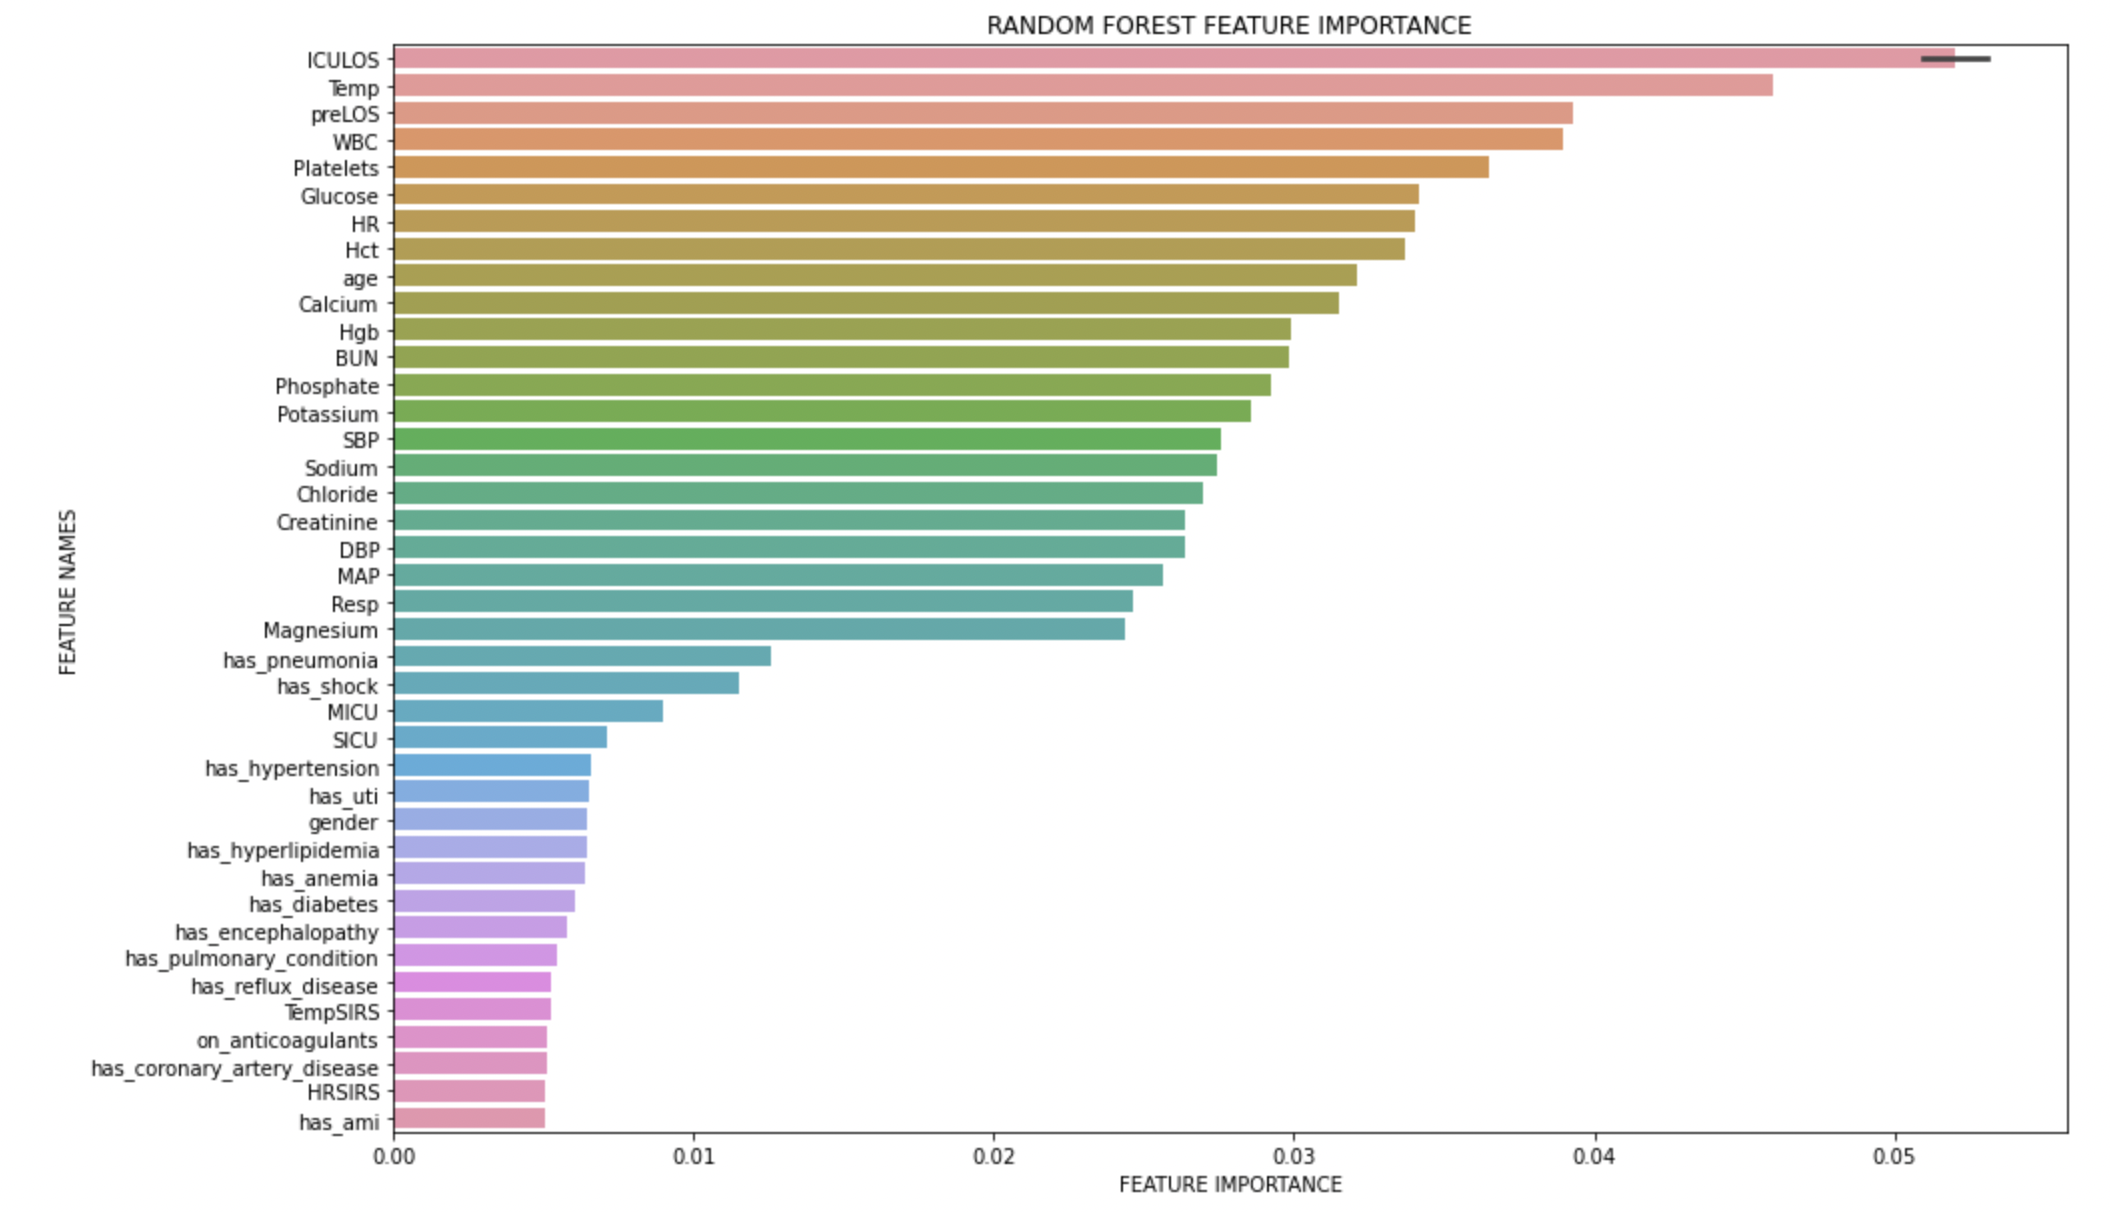 RANDOM FOREST FEATURE IMPORTANCE
ICULOS
Temp
preLOS
WBC
Platelets
Glucose
HR
Hct
age
Calcium
Hgb
BUN
Phosphate
Potassium
SBP
Sodium
Chloride
Creatinine
DBP
MAP
Resp
Magnesium
has_pneumonia
has_shock
MICU
SICU
has_hypertension
has_uti
gender
has_hyperlipidemia
has_anemia
has_diabetes
has_encephalopathy
has_pulmonary_condition
has_reflux_disease
TempSIRS
on_anticoagulants
has_coronary_artery_disease
HRSIRS
has_ami
FEATURE NAMES
0.00 0.01 0.02 0.03 0.04 0.05
FEATURE IMPORTANCE